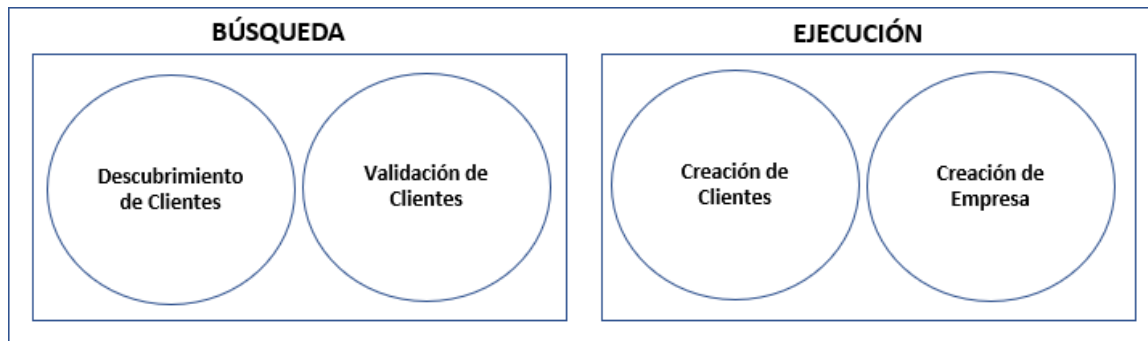 BÚSQUEDA
EJECUCIÓN
Descubrimiento
de Clientes
Validación de
Clientes
Creación de
Clientes
Creación de
Empresa